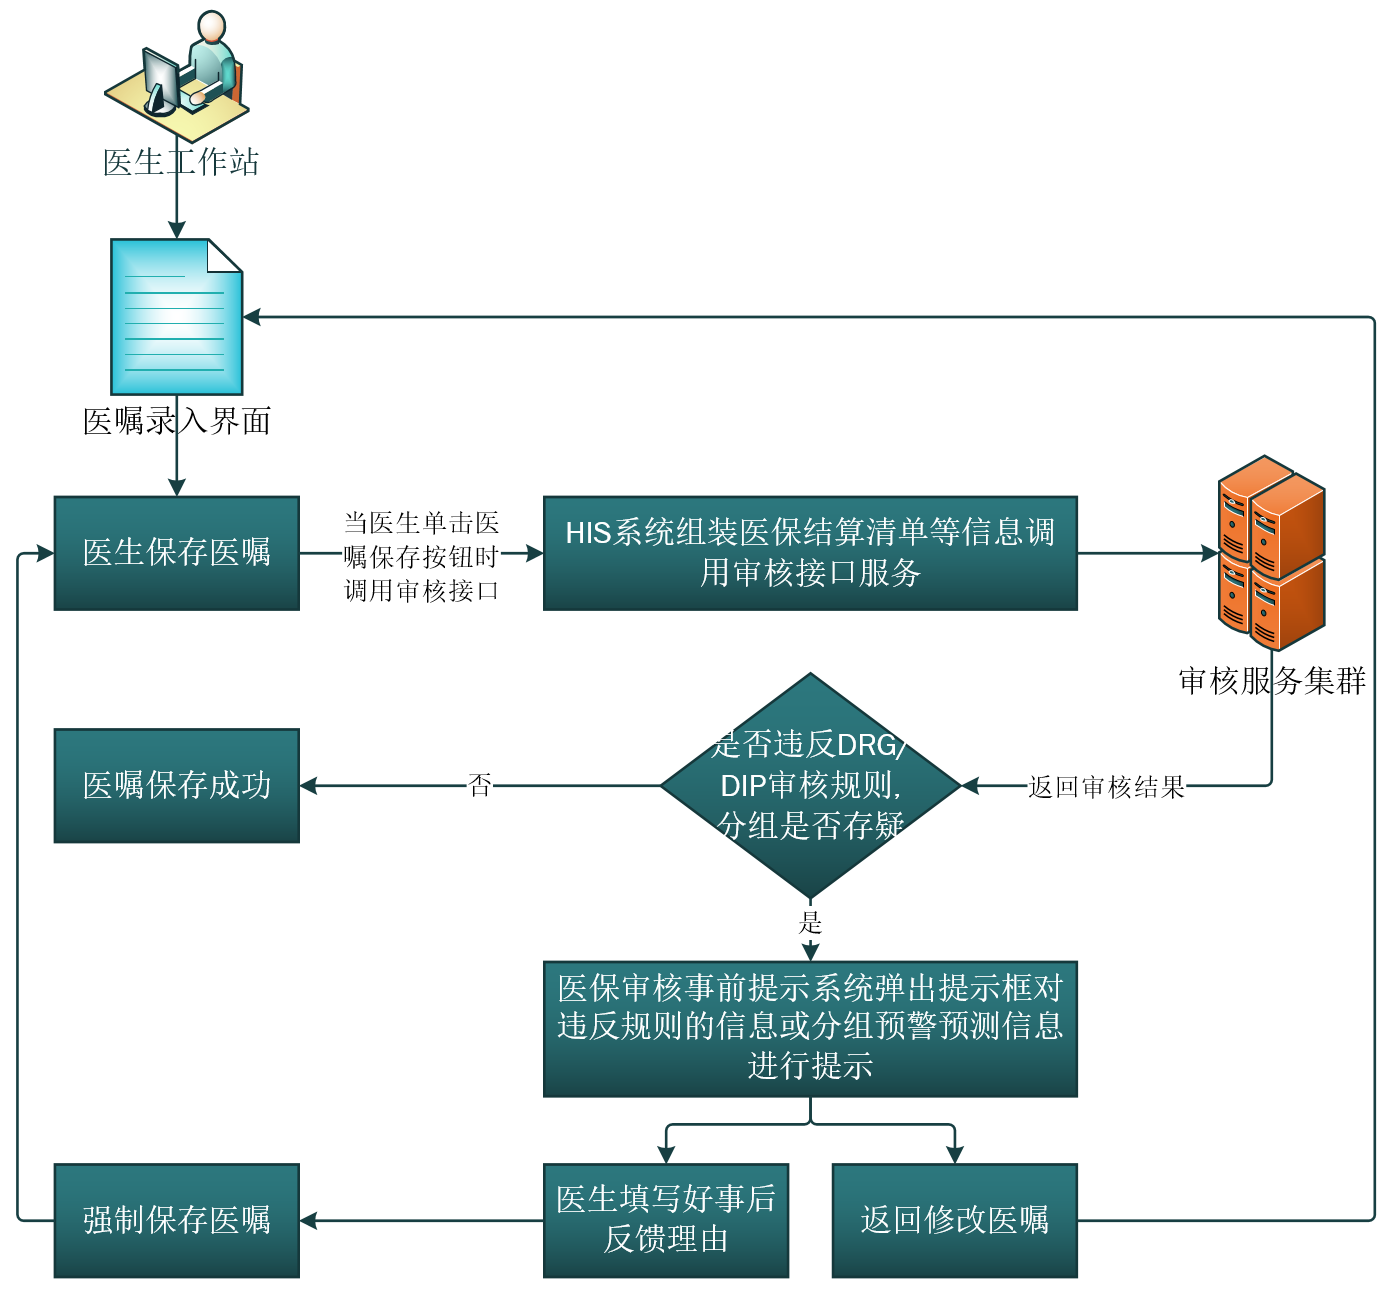 医生工作站
医嘱录入界面
医生保存医嘱
当医生单击医
嘱保存按钮时
调用审核接口
HIS系统组装医保结算清单等信息调
用审核接口服务
审核服务集群
医嘱保存成功
否
是否违反DRG/
DIP审核规则,
分组是否存疑
返回审核结果
是
医保审核事前提示系统弹出提示框对
违反规则的信息或分组预警预测信息
进行提示
强制保存医嘱
医生填写好事后
反馈理由
返回修改医嘱